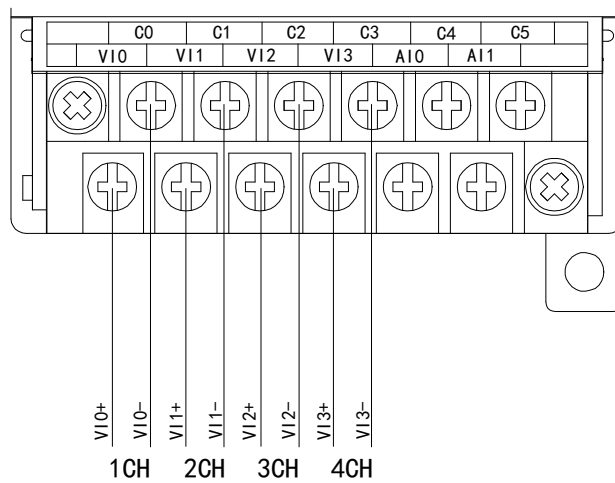 C0 C1 C2 C3 C4 C5
VI0 VI1 VI2 VI3 AI0 AI1
VI0+ VI0- VI1+ VI1- VI2+ VI2- VI3+ VI3-
1CH 2CH 3CH 4CH